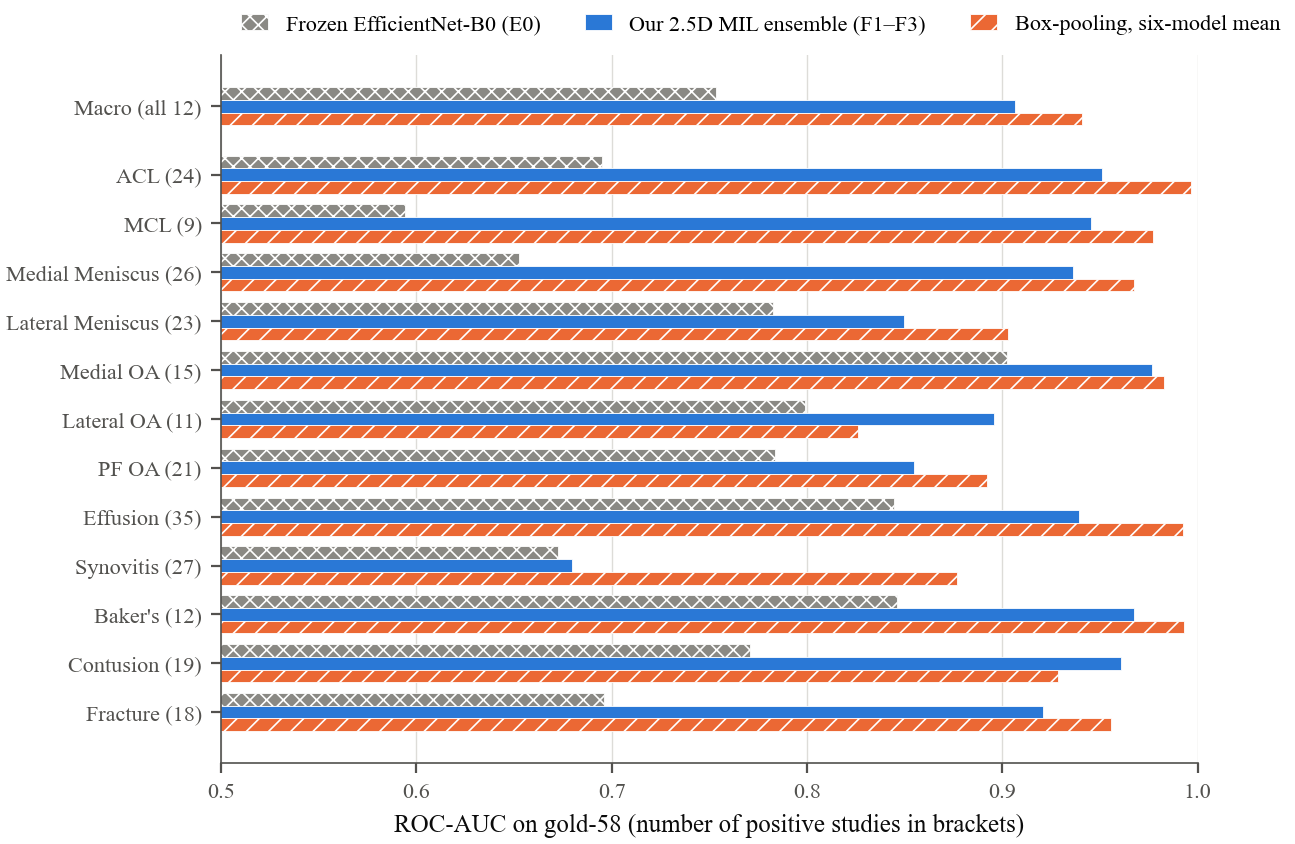 Frozen EfficientNet-B0 (E0)
Our 2.5D MIL ensemble (F1–F3)
Box-pooling, six-model mean
Macro (all 12)
ACL (24)
MCL (9)
Medial Meniscus (26)
Lateral Meniscus (23)
Medial OA (15)
Lateral OA (11)
PF OA (21)
Effusion (35)
Synovitis (27)
Baker's (12)
Contusion (19)
Fracture (18)
0.5 0.6 0.7 0.8 0.9 1.0
ROC-AUC on gold-58 (number of positive studies in brackets)